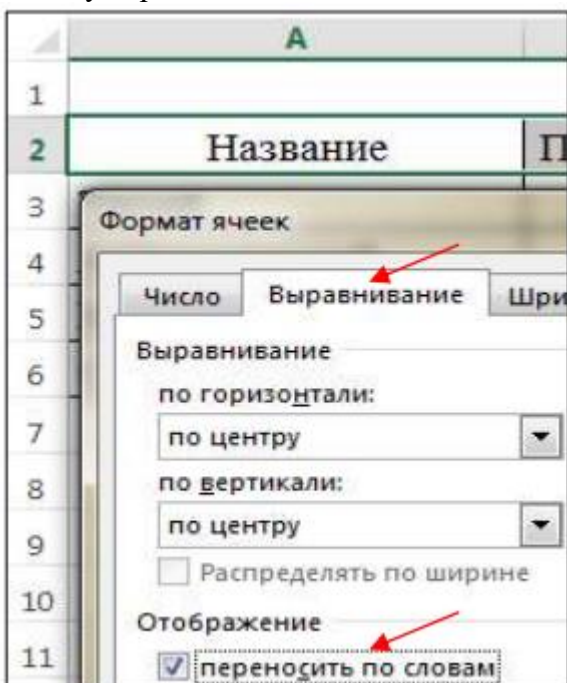 A
1
2 Название П
3
Формат ячеек
4
Число Выравнивание Шри
5
Выравнивание
6
по горизонтали:
7
по центру
8
по вертикали:
по центру
9
Распределять по ширине
10
Отображение
11
переносить по словам